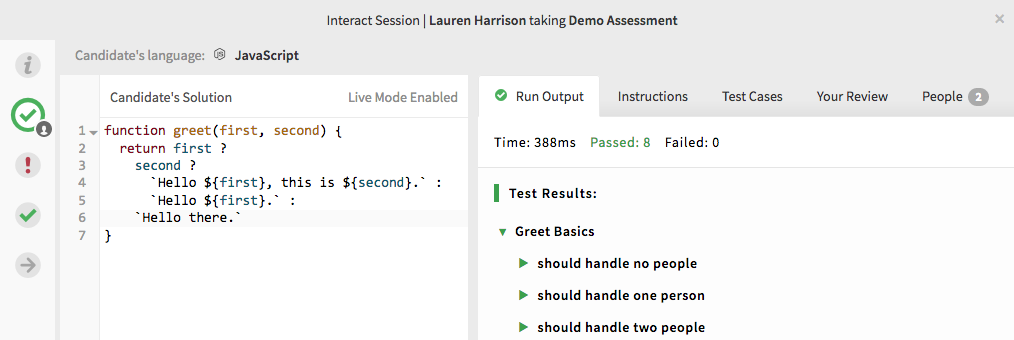 Interact Session | Lauren Harrison taking Demo Assessment
×
Candidate's language: JS JavaScript
Candidate's Solution
Live Mode Enabled
1 function greet(first, second) {
2   return first ?
3     second ?
4       `Hello ${first}, this is ${second}.` :
5       `Hello ${first}.` :
6     `Hello there.`
7 }
Run Output
Instructions
Test Cases
Your Review
People 2
Time: 388ms Passed: 8 Failed: 0
Test Results:
Greet Basics
should handle no people
should handle one person
should handle two people